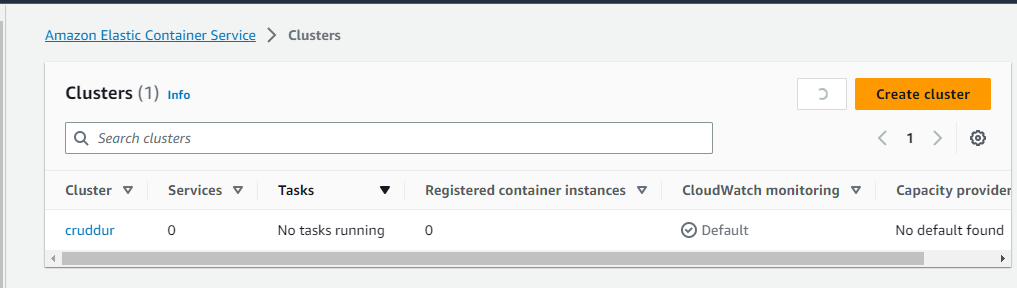 Amazon Elastic Container Service > Clusters
Clusters (1) Info
Create cluster
Search clusters
1
Cluster Services Tasks Registered container instances CloudWatch monitoring Capacity provider
cruddur 0 No tasks running 0 Default No default found